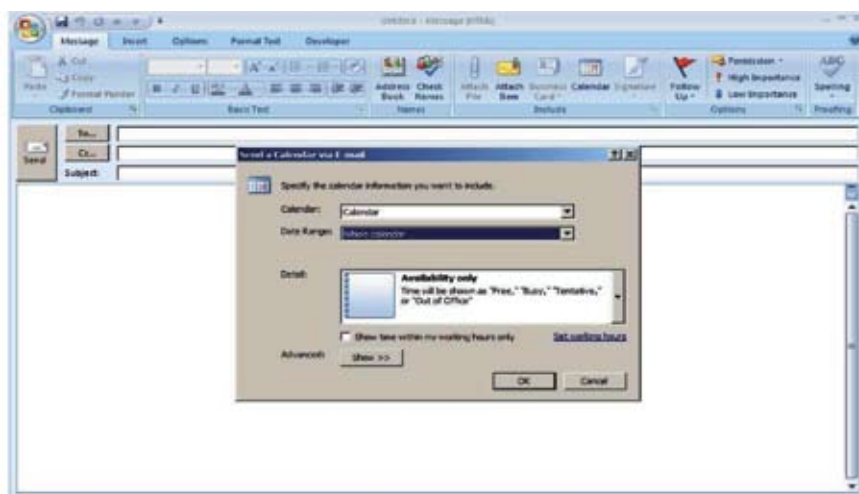 Untitled - Message (HTML)
Message Insert Options Format Text Developer
Cut
Copy
Paste
Format Painter
Clipboard
B I U
Basic Text
Address Book
Check Names
Names
Attach File
Attach Item
Business Card
Calendar
Signature
Include
Follow Up
Permission
High Importance
Low Importance
Options
ABC
Spelling
Proofing
Send
To...
Cc...
Subject:
Send a Calendar via E-mail
Specify the calendar information you want to include.
Calendar: Calendar
Date Range: Whole calendar
Detail: Availability only
Time will be shown as "Free," "Busy," "Tentative,"
or "Out of Office"
Show time within my working hours only Set working hours
Advanced: Show >>
OK Cancel